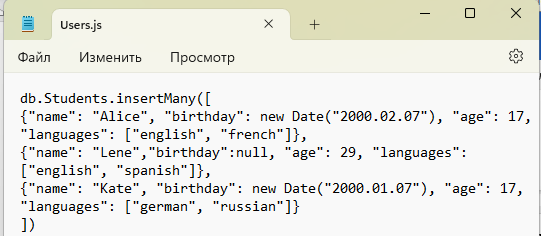 Users.js
Файл Изменить Просмотр
db.Students.insertMany([
{"name": "Alice", "birthday": new Date("2000.02.07"), "age": 17,
"languages": ["english", "french"]},
{"name": "Lene","birthday":null, "age": 29, "languages":
["english", "spanish"]},
{"name": "Kate", "birthday": new Date("2000.01.07"), "age": 17,
"languages": ["german", "russian"]}
])